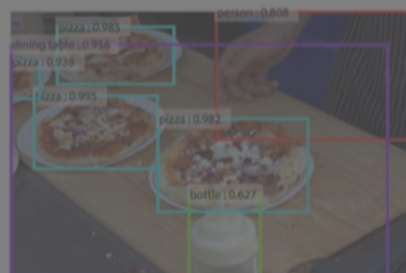 person : 0.808
pizza : 0.985
dining table : 0.956
pizza : 0.938
pizza : 0.995
pizza : 0.982
bottle : 0.627